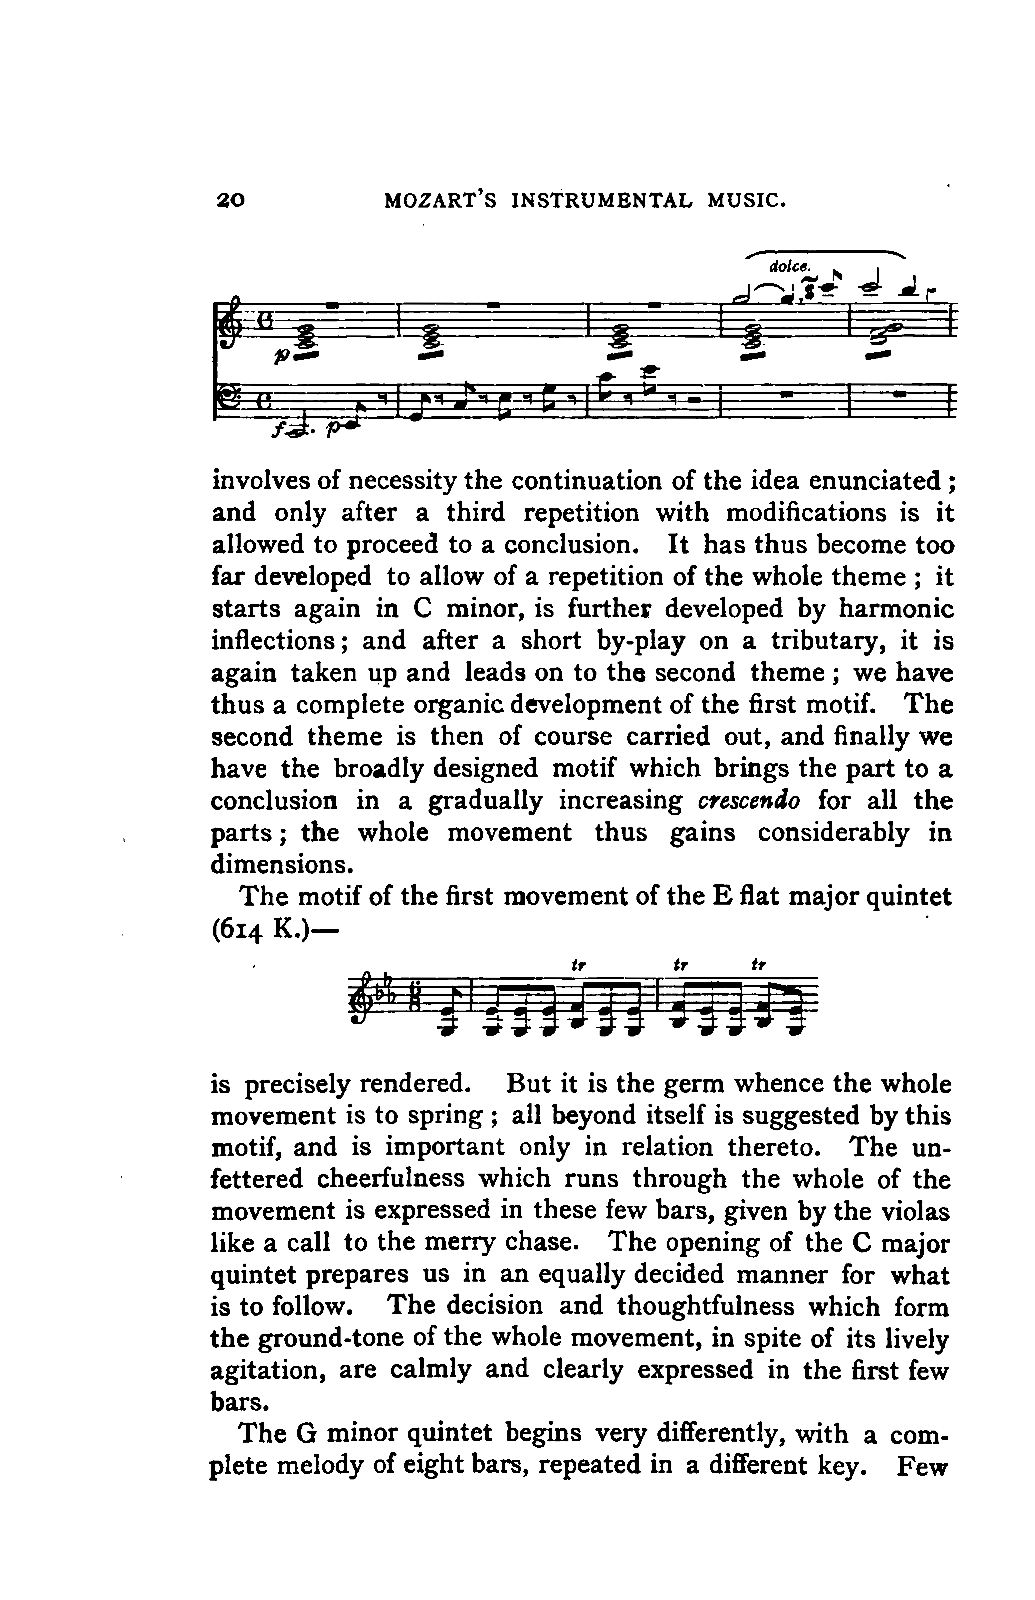 20 MOZART'S INSTRUMENTAL MUSIC.
dolce.
p
f p
involves of necessity the continuation of the idea enunciated ;
and only after a third repetition with modifications is it
allowed to proceed to a conclusion. It has thus become too
far developed to allow of a repetition of the whole theme ; it
starts again in C minor, is further developed by harmonic
inflections ; and after a short by-play on a tributary, it is
again taken up and leads on to the second theme ; we have
thus a complete organic development of the first motif. The
second theme is then of course carried out, and finally we
have the broadly designed motif which brings the part to a
conclusion in a gradually increasing crescendo for all the
parts ; the whole movement thus gains considerably in
dimensions.
The motif of the first movement of the E flat major quintet
(614 K.)—
tr tr tr
is precisely rendered. But it is the germ whence the whole
movement is to spring ; all beyond itself is suggested by this
motif, and is important only in relation thereto. The un-
fettered cheerfulness which runs through the whole of the
movement is expressed in these few bars, given by the violas
like a call to the merry chase. The opening of the C major
quintet prepares us in an equally decided manner for what
is to follow. The decision and thoughtfulness which form
the ground-tone of the whole movement, in spite of its lively
agitation, are calmly and clearly expressed in the first few
bars.
The G minor quintet begins very differently, with a com-
plete melody of eight bars, repeated in a different key. Few